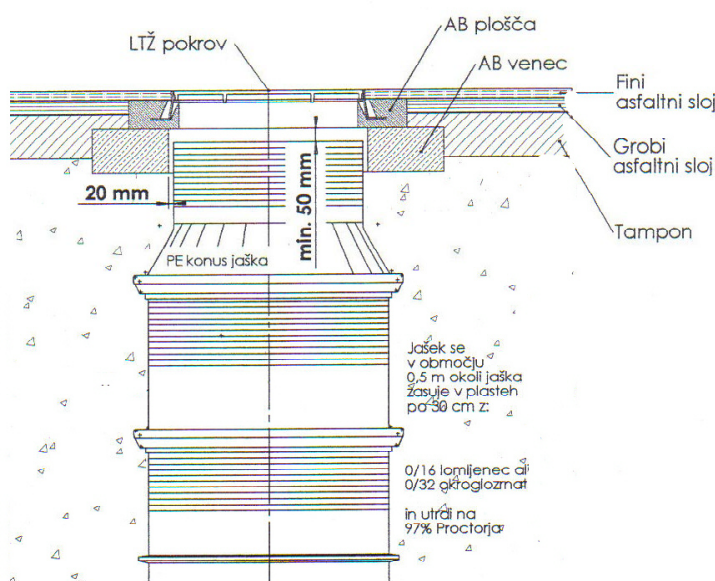 LTŽ pokrov
AB plošča
AB venec
Fini
asfaltni sloj
Grobi
asfaltni sloj
Tampon
20 mm
min. 50 mm
PE konus jaška
Jašek se
v območju
0,5 m okoli jaška
zasuje v plasteh
po 30 cm z:
0/16 lomljenec ali
0/32 okrogloznat
in utrdi na
97% Proctorja